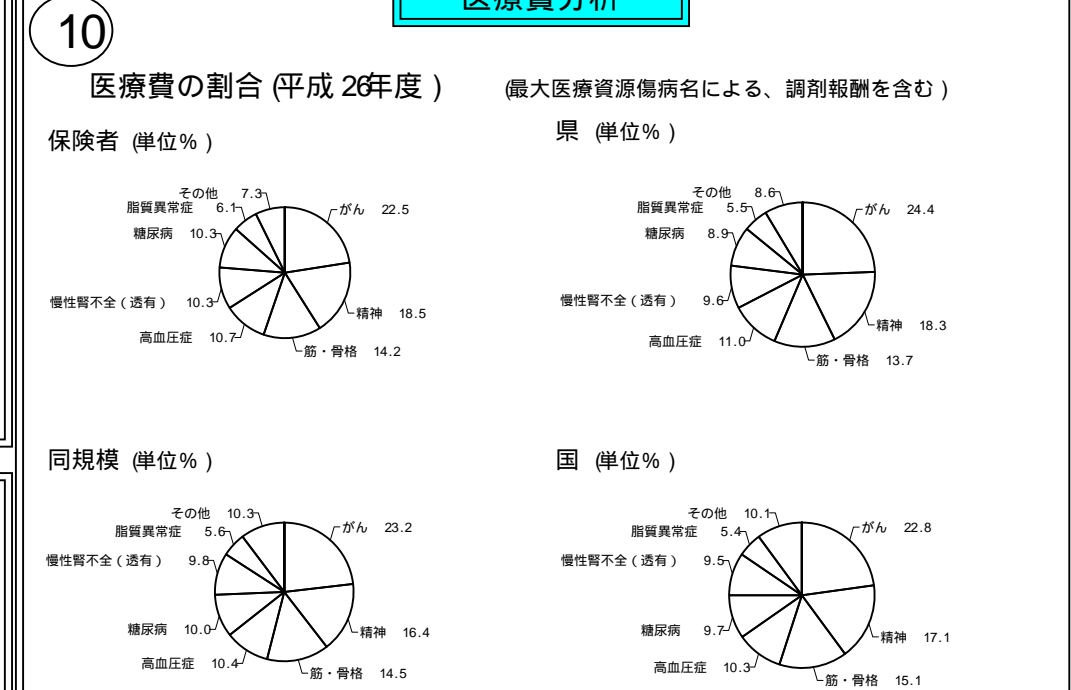 医療費分析
10
医療費の割合 (平成 26年度 )
(最大医療資源傷病名による、調剤報酬を含む )
保険者 (単位% )
その他 7.3
脂質異常症 6.1
糖尿病 10.3
慢性腎不全 ( 透有 ) 10.3
高血圧症 10.7
がん 22.5
精神 18.5
筋・骨格 14.2
県 (単位% )
その他 8.6
脂質異常症 5.5
糖尿病 8.9
慢性腎不全 ( 透有 ) 9.6
高血圧症 11.0
がん 24.4
精神 18.3
筋・骨格 13.7
同規模 (単位% )
その他 10.3
脂質異常症 5.6
慢性腎不全 ( 透有 ) 9.8
糖尿病 10.0
高血圧症 10.4
がん 23.2
精神 16.4
筋・骨格 14.5
国 (単位% )
その他 10.1
脂質異常症 5.4
慢性腎不全 ( 透有 ) 9.5
糖尿病 9.7
高血圧症 10.3
がん 22.8
精神 17.1
筋・骨格 15.1